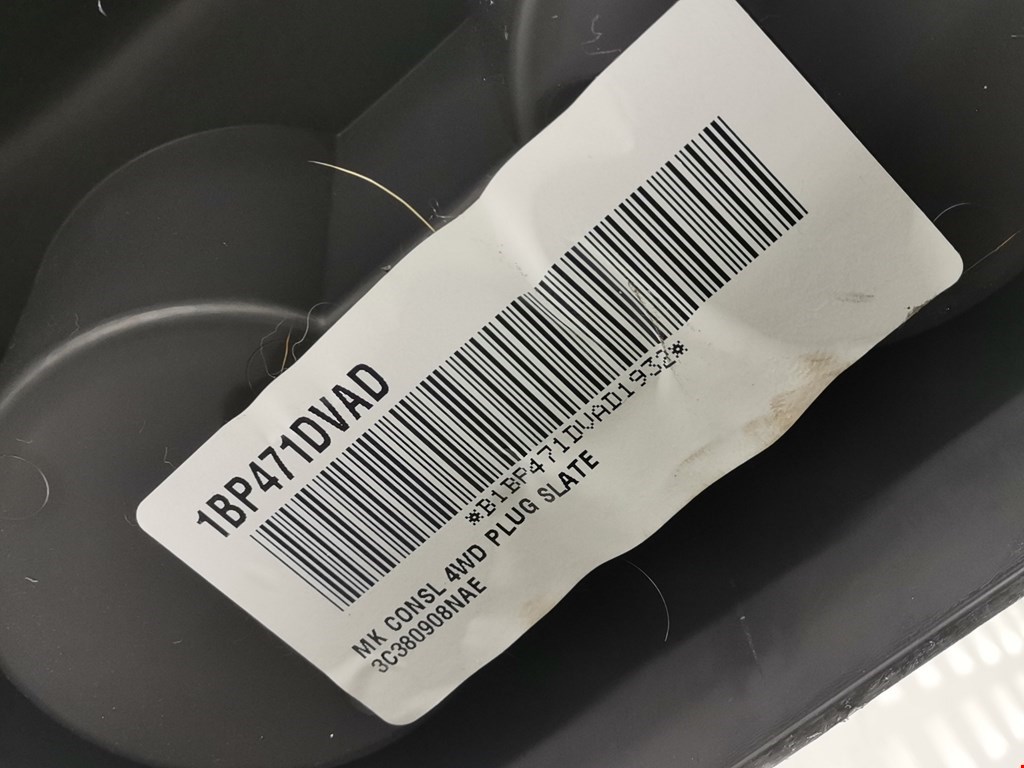 1BP471DVAD
*B1BP471DVAD1932*
MK CONSL 4WD PLUG SLATE
3C380908NAE